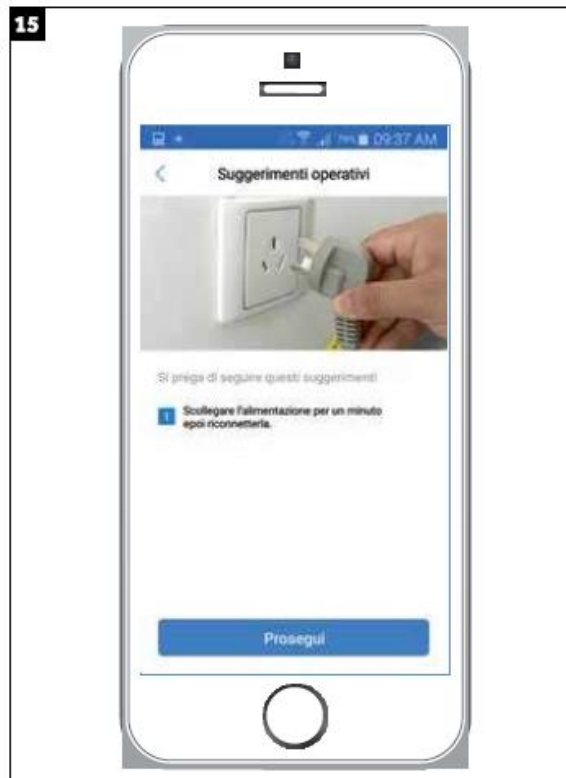 15
09:37 AM
Suggerimenti operativi
Si prega di seguire questi suggerimenti
1
Scollegare l'alimentazione per un minuto
epoi riconnetterla.
Prosegui